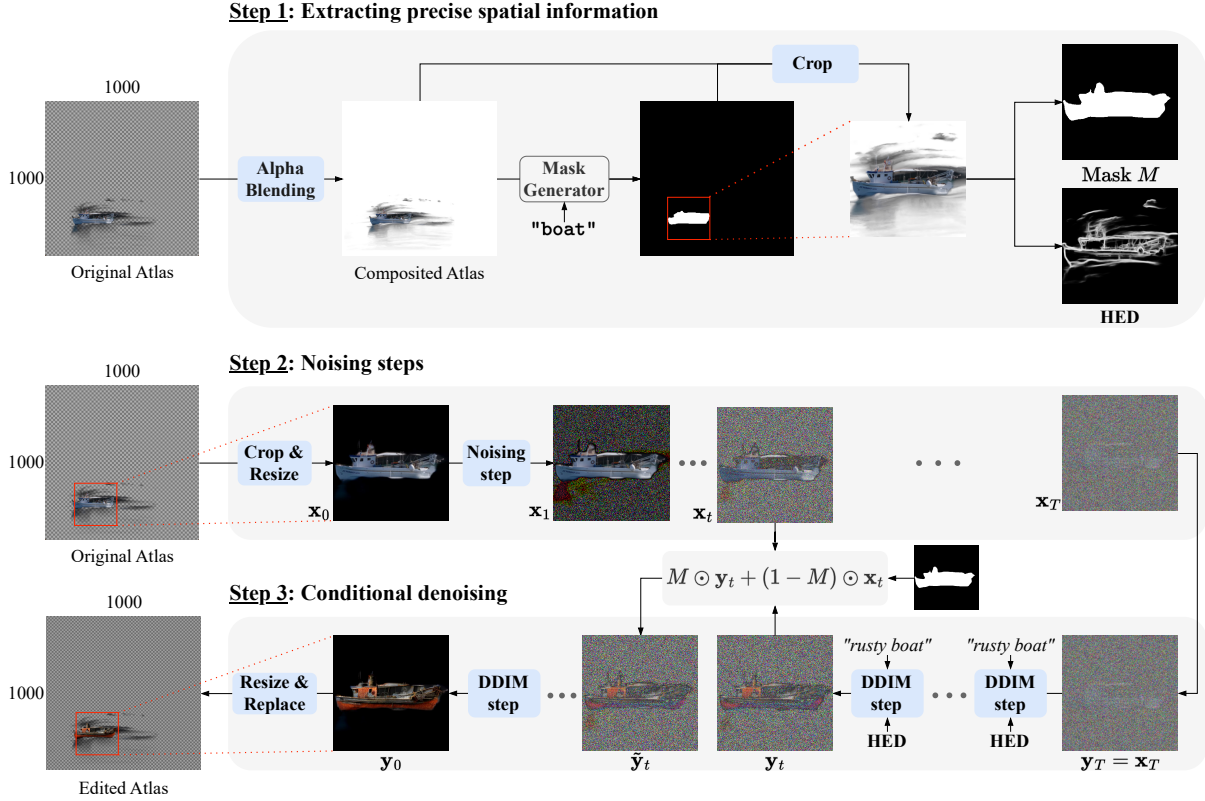 Step 1: Extracting precise spatial information
1000
1000
Alpha
Blending
Mask
Generator
"boat"
Crop
Original Atlas
Composited Atlas
Mask M
HED
Step 2: Noising steps
1000
1000
Crop &
Resize
Noising
step
x₀
x₁
xₜ
x_T
Original Atlas
M ⊙ yₜ + (1 − M) ⊙ xₜ
Step 3: Conditional denoising
1000
1000
"rusty boat"
"rusty boat"
Resize &
Replace
DDIM
step
DDIM
step
DDIM
step
HED
HED
y₀
ỹₜ
yₜ
y_T = x_T
Edited Atlas